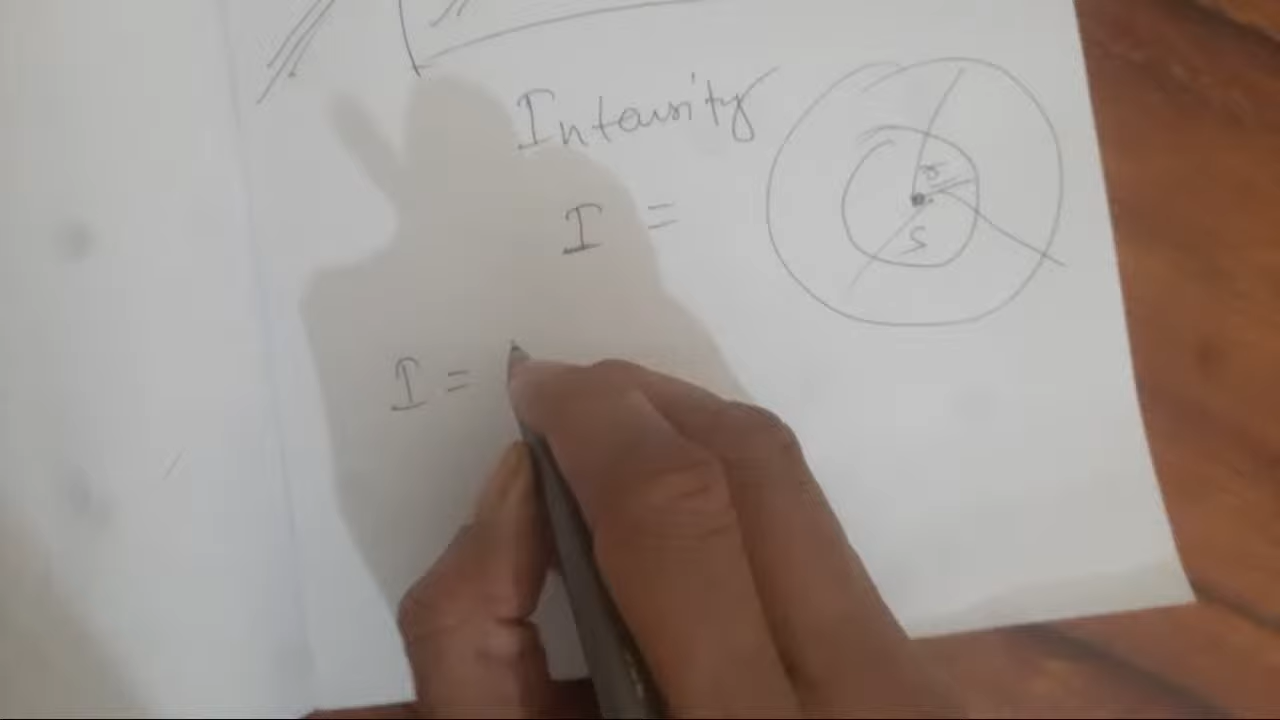 Intensity
I =
r
S
I =